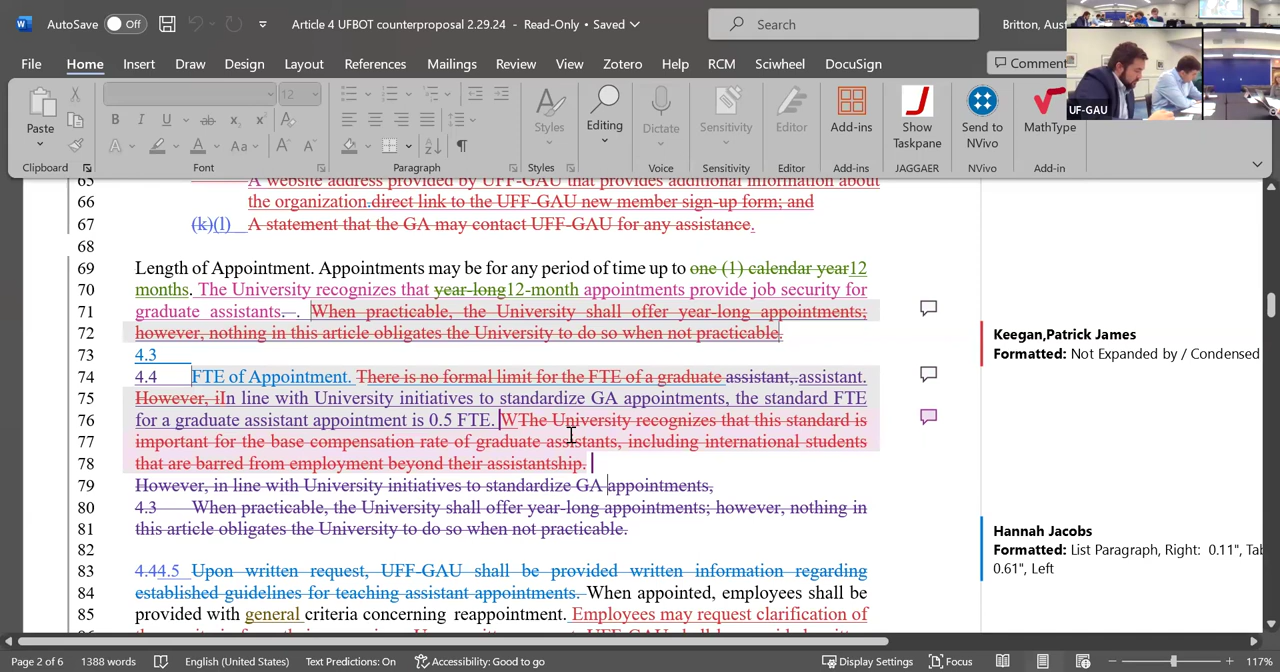 AutoSave Off Article 4 UFBOT counterproposal 2.29.24 - Read-Only • Saved Search Britton, Aus
File Home Insert Draw Design Layout References Mailings Review View Zotero Help RCM Sciwheel DocuSign Comment
UF-GAU
12
Paste Styles Editing Dictate Sensitivity Editor Add-ins Show Taskpane Send to NVivo MathType
Clipboard Font Paragraph Styles Voice Sensitivity Editor Add-ins JAGGAER NVivo Add-in
65 A website address provided by UFF-GAU that provides additional information about
66 the organization.direct link to the UFF-GAU new member sign-up form; and
67 (k)(l) A statement that the GA may contact UFF-GAU for any assistance.
68
69 Length of Appointment. Appointments may be for any period of time up to one (1) calendar year12
70 months. The University recognizes that year-long12-month appointments provide job security for
71 graduate assistants. . When practicable, the University shall offer year-long appointments;
72 however, nothing in this article obligates the University to do so when not practicable.
73 4.3
74 4.4 FTE of Appointment. There is no formal limit for the FTE of a graduate assistant,.assistant.
75 However, iIn line with University initiatives to standardize GA appointments, the standard FTE
76 for a graduate assistant appointment is 0.5 FTE. WThe University recognizes that this standard is
77 important for the base compensation rate of graduate assistants, including international students
78 that are barred from employment beyond their assistantship.
79 However, in line with University initiatives to standardize GA appointments,
80 4.3 When practicable, the University shall offer year-long appointments; however, nothing in
81 this article obligates the University to do so when not practicable.
82
83 4.44.5 Upon written request, UFF-GAU shall be provided written information regarding
84 established guidelines for teaching assistant appointments. When appointed, employees shall be
85 provided with general criteria concerning reappointment. Employees may request clarification of
Keegan,Patrick James
Formatted: Not Expanded by / Condensed
Hannah Jacobs
Formatted: List Paragraph, Right: 0.11", Tab
0.61", Left
Page 2 of 6 1388 words English (United States) Text Predictions: On Accessibility: Good to go Display Settings Focus 117%